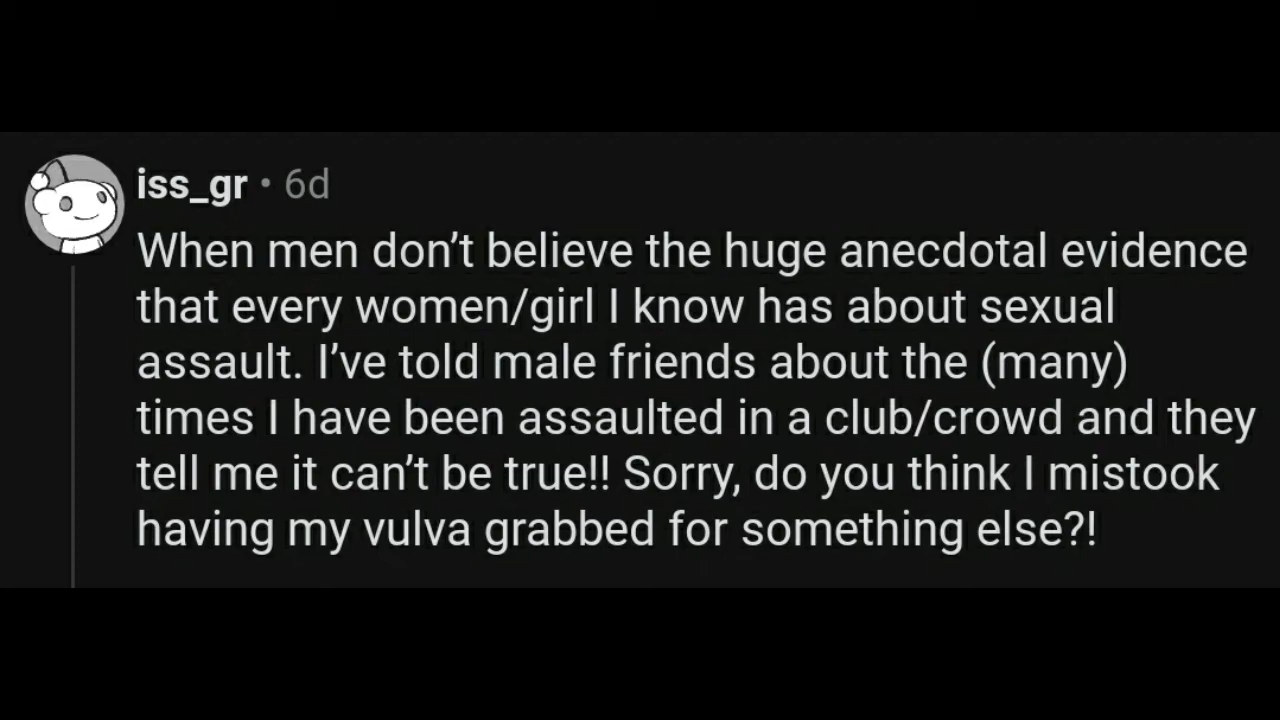 iss_gr • 6d
When men don’t believe the huge anecdotal evidence
that every women/girl I know has about sexual
assault. I’ve told male friends about the (many)
times I have been assaulted in a club/crowd and they
tell me it can’t be true!! Sorry, do you think I mistook
having my vulva grabbed for something else?!